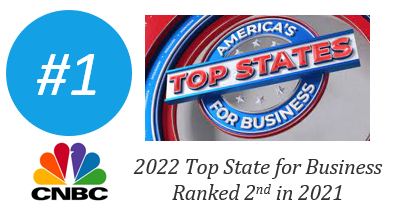 #1
AMERICA'S
TOP STATES
FOR BUSINESS
CNBC
2022 Top State for Business
Ranked 2nd in 2021